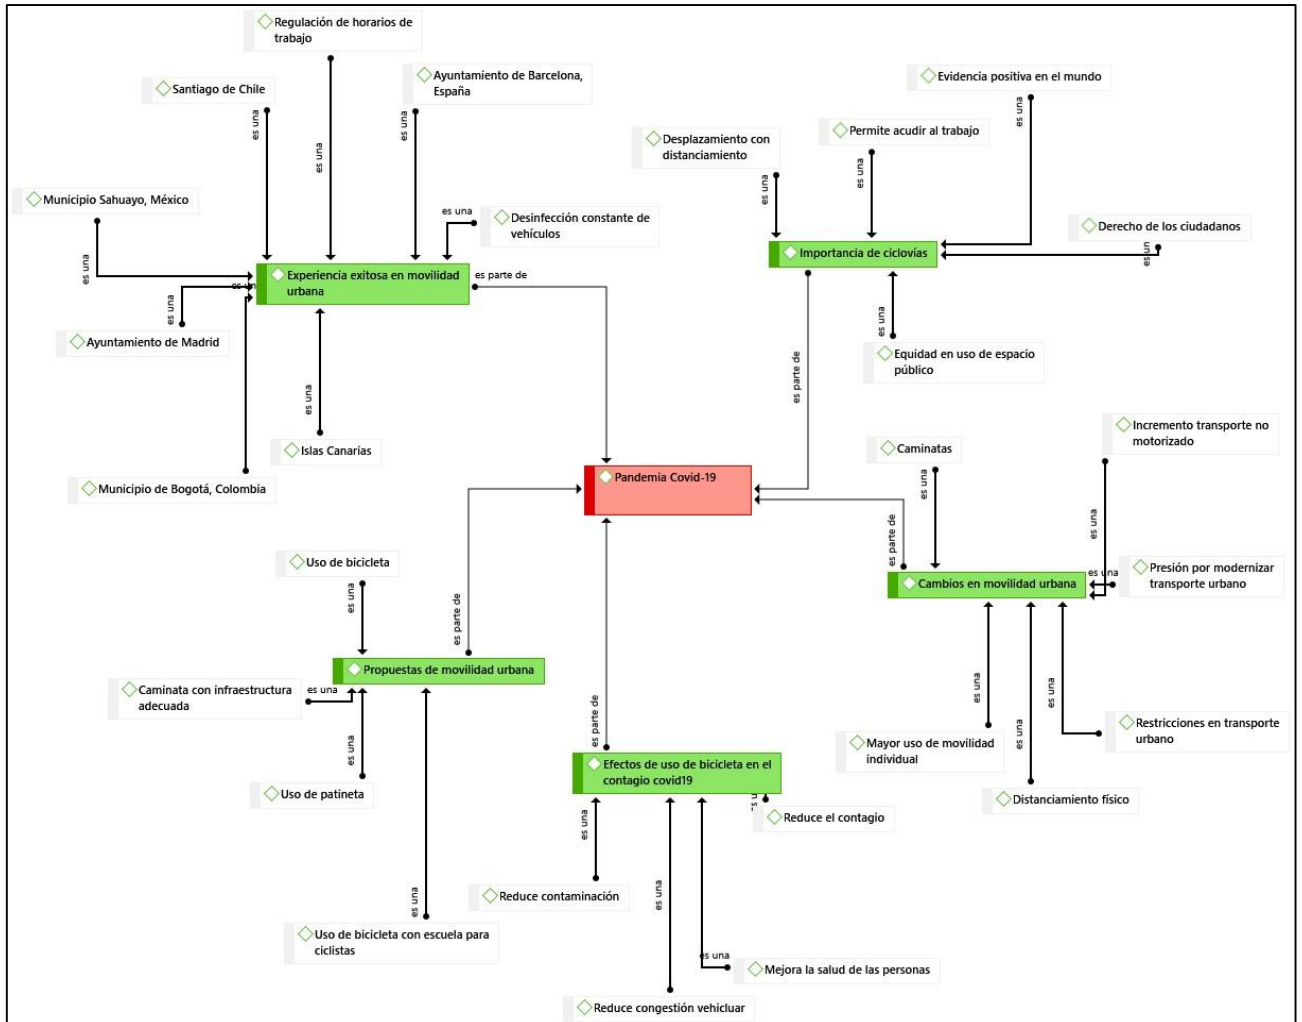 Regulación de horarios de
trabajo
Santiago de Chile
Ayuntamiento de Barcelona,
España
es una
es una
es una
Municipio Sahuayo, México
es una
Desinfección constante de
vehículos
es una
Experiencia exitosa en movilidad
urbana
es parte de
es una
es una
Ayuntamiento de Madrid
es una
Islas Canarias
Municipio de Bogotá, Colombia
Evidencia positiva en el mundo
Permite acudir al trabajo
Desplazamiento con
distanciamiento
es una
es una
es una
Derecho de los ciudadanos
es un
Importancia de ciclovías
es una
Equidad en uso de espacio
público
es parte de
Pandemia Covid-19
Incremento transporte no
motorizado
Caminatas
es una
es una
es parte de
Cambios en movilidad urbana
es una
Presión por modernizar
transporte urbano
es una
es una
es una
Restricciones en transporte
urbano
Mayor uso de movilidad
individual
Distanciamiento físico
Uso de bicicleta
es una
es parte de
Propuestas de movilidad urbana
Caminata con infraestructura
adecuada
es una
es una
Uso de patineta
es una
Uso de bicicleta con escuela para
ciclistas
es parte de
Efectos de uso de bicicleta en el
contagio covid19
Reduce el contagio
es una
Reduce contaminación
es una
es una
Mejora la salud de las personas
Reduce congestión vehicluar